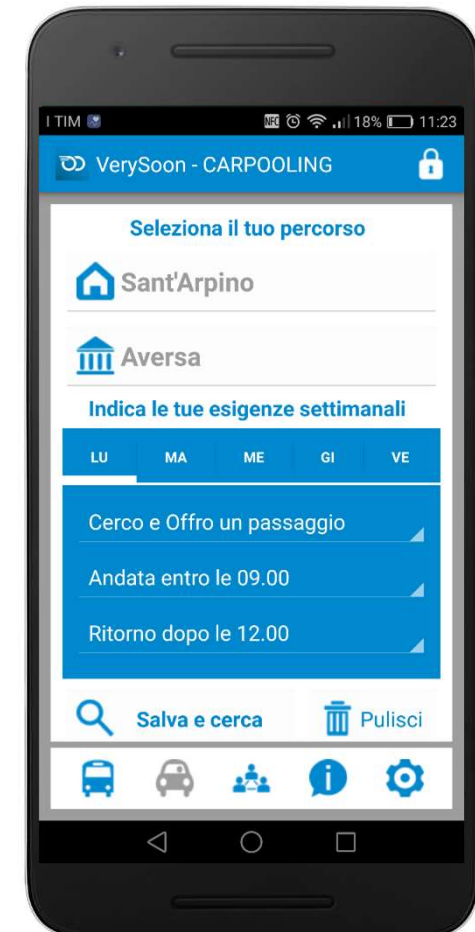 I TIM NFC 18% 11:23
VerySoon - CARPOOLING
Seleziona il tuo percorso
Sant'Arpino
Aversa
Indica le tue esigenze settimanali
LU MA ME GI VE
Cerco e Offro un passaggio
Andata entro le 09.00
Ritorno dopo le 12.00
Salva e cerca Pulisci